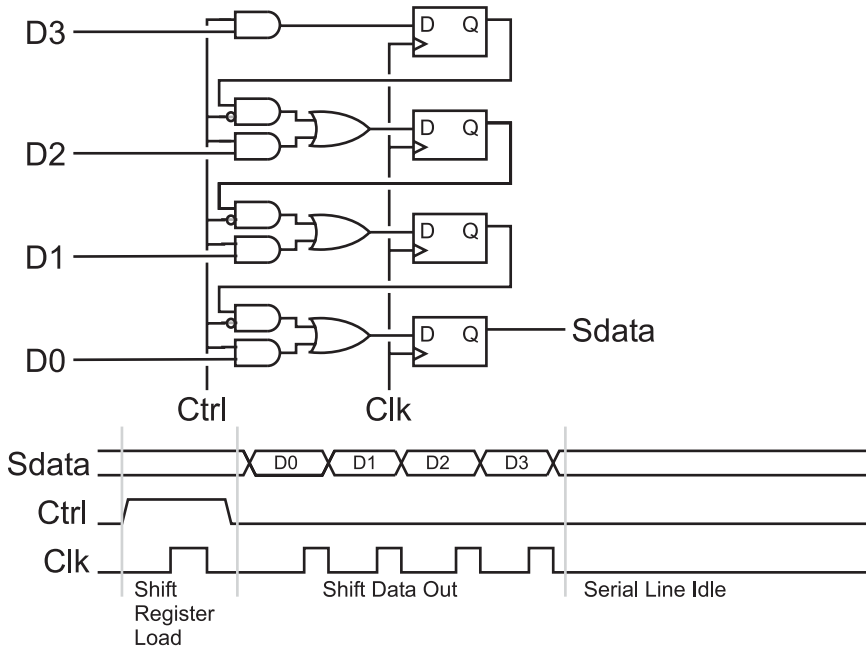 D3
D Q
D2
D Q
D1
D Q
D0
D Q
Sdata
Ctrl
Clk
Sdata
D0 D1 D2 D3
Ctrl
Clk
Shift Register Load
Shift Data Out
Serial Line Idle